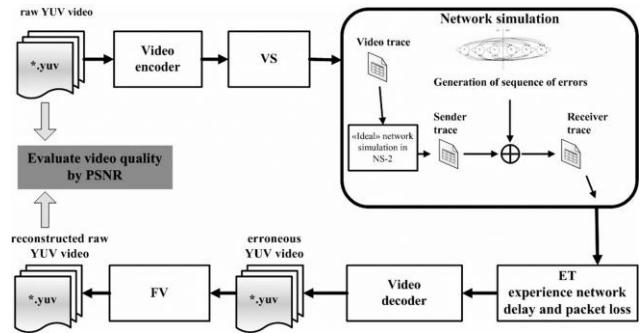 raw YUV video
*.yuv
Video
encoder
VS
Network simulation
Video trace
Generation of sequence of errors
«Ideal» network
simulation in
NS-2
Sender
trace
Receiver
trace
Evaluate video quality
by PSNR
reconstructed raw
YUV video
*.yuv
FV
erroneous
YUV video
*.yuv
Video
decoder
ET
experience network
delay and packet loss